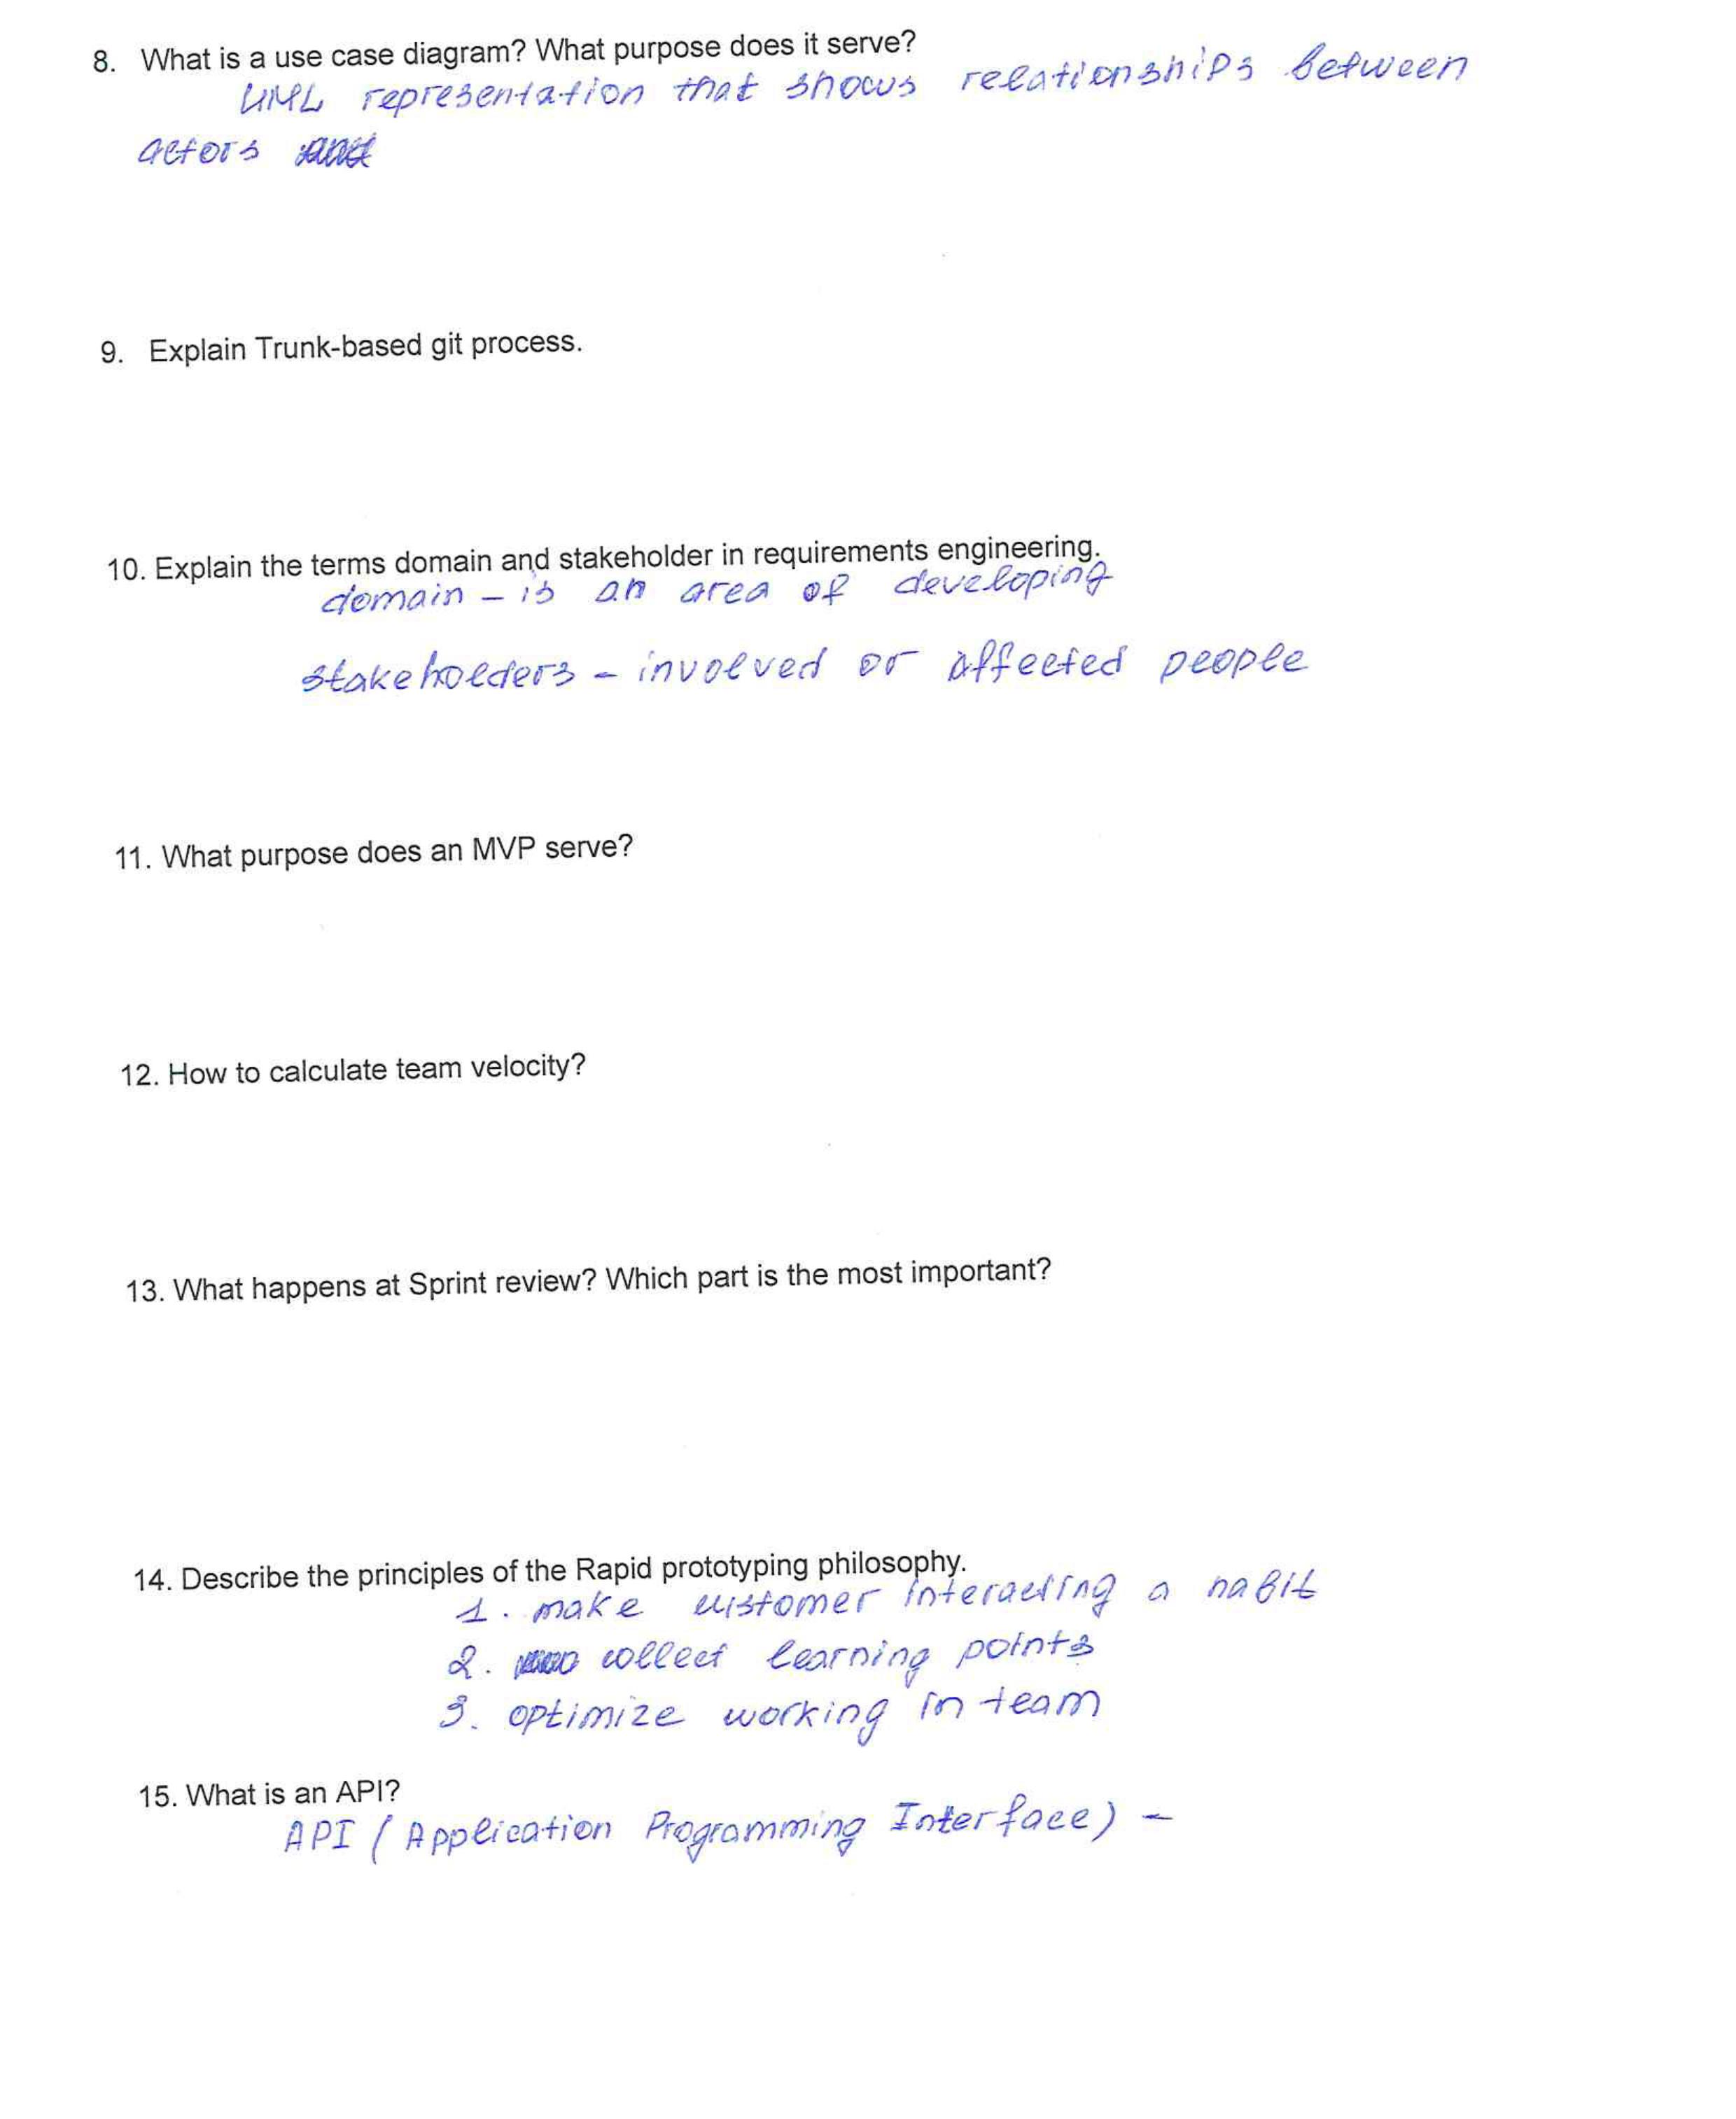 8. What is a use case diagram? What purpose does it serve?
UML representation that shows relationships between
actors
9. Explain Trunk-based git process.
10. Explain the terms domain and stakeholder in requirements engineering.
domain – is an area of developing
stakeholders – involved or affected people
11. What purpose does an MVP serve?
12. How to calculate team velocity?
13. What happens at Sprint review? Which part is the most important?
14. Describe the principles of the Rapid prototyping philosophy.
1. make customer interacting a habit
2. collect learning points
3. optimize working in team
15. What is an API?
API (Application Programming Interface) –